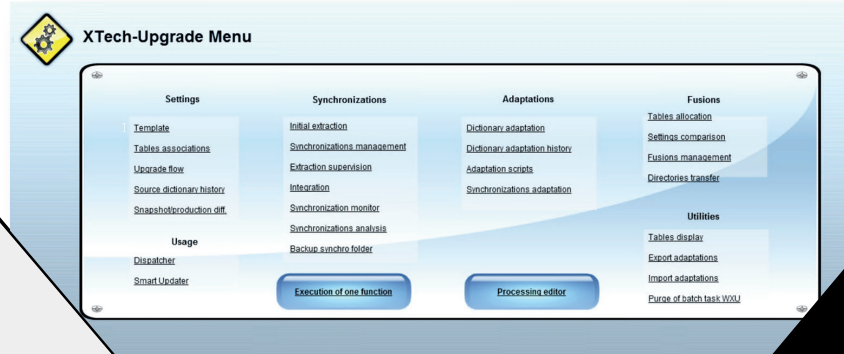 XTech-Upgrade Menu
Settings
Template
Tables associations
Upgrade flow
Source dictionary history
Snapshot/production diff.
Usage
Dispatcher
Smart Updater
Synchronizations
Initial extraction
Synchronizations management
Extraction supervision
Integration
Synchronization monitor
Synchronizations analysis
Backup synchro folder
Execution of one function
Adaptations
Dictionary adaptation
Dictionary adaptation history
Adaptation scripts
Synchronizations adaptation
Processing editor
Fusions
Tables allocation
Settings comparison
Fusions management
Directories transfer
Utilities
Tables display
Export adaptations
Import adaptations
Purge of batch task WXU